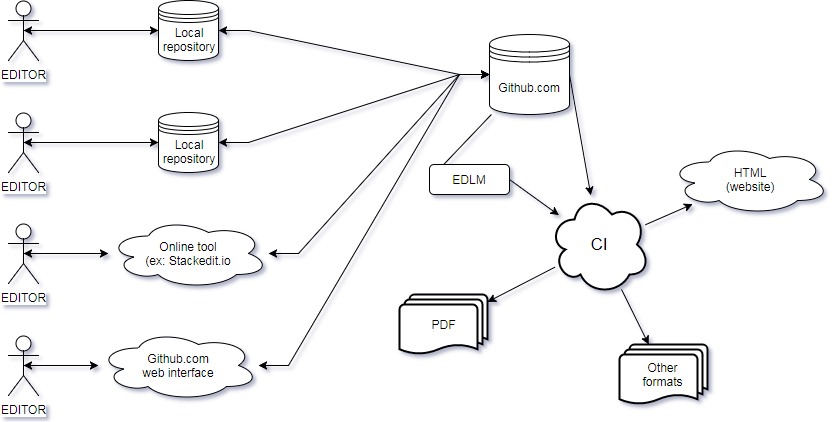 EDITOR
Local
repository
Github.com
EDITOR
Local
repository
EDLM
HTML
(website)
EDITOR
Online tool
(ex: Stackedit.io
CI
PDF
EDITOR
Github.com
web interface
Other
formats